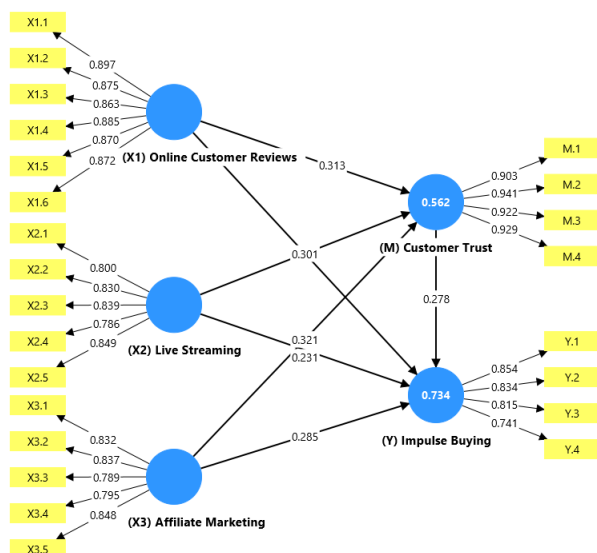 X1.1
X1.2
X1.3
X1.4
X1.5
X1.6
0.897
0.875
0.863
0.885
0.870
0.872
(X1) Online Customer Reviews
X2.1
X2.2
X2.3
X2.4
X2.5
0.800
0.830
0.839
0.786
0.849
(X2) Live Streaming
X3.1
X3.2
X3.3
X3.4
X3.5
0.832
0.837
0.789
0.795
0.848
(X3) Affiliate Marketing
0.313
0.301
0.321
0.231
0.285
0.278
0.562
(M) Customer Trust
0.903
0.941
0.922
0.929
M.1
M.2
M.3
M.4
0.734
(Y) Impulse Buying
0.854
0.834
0.815
0.741
Y.1
Y.2
Y.3
Y.4